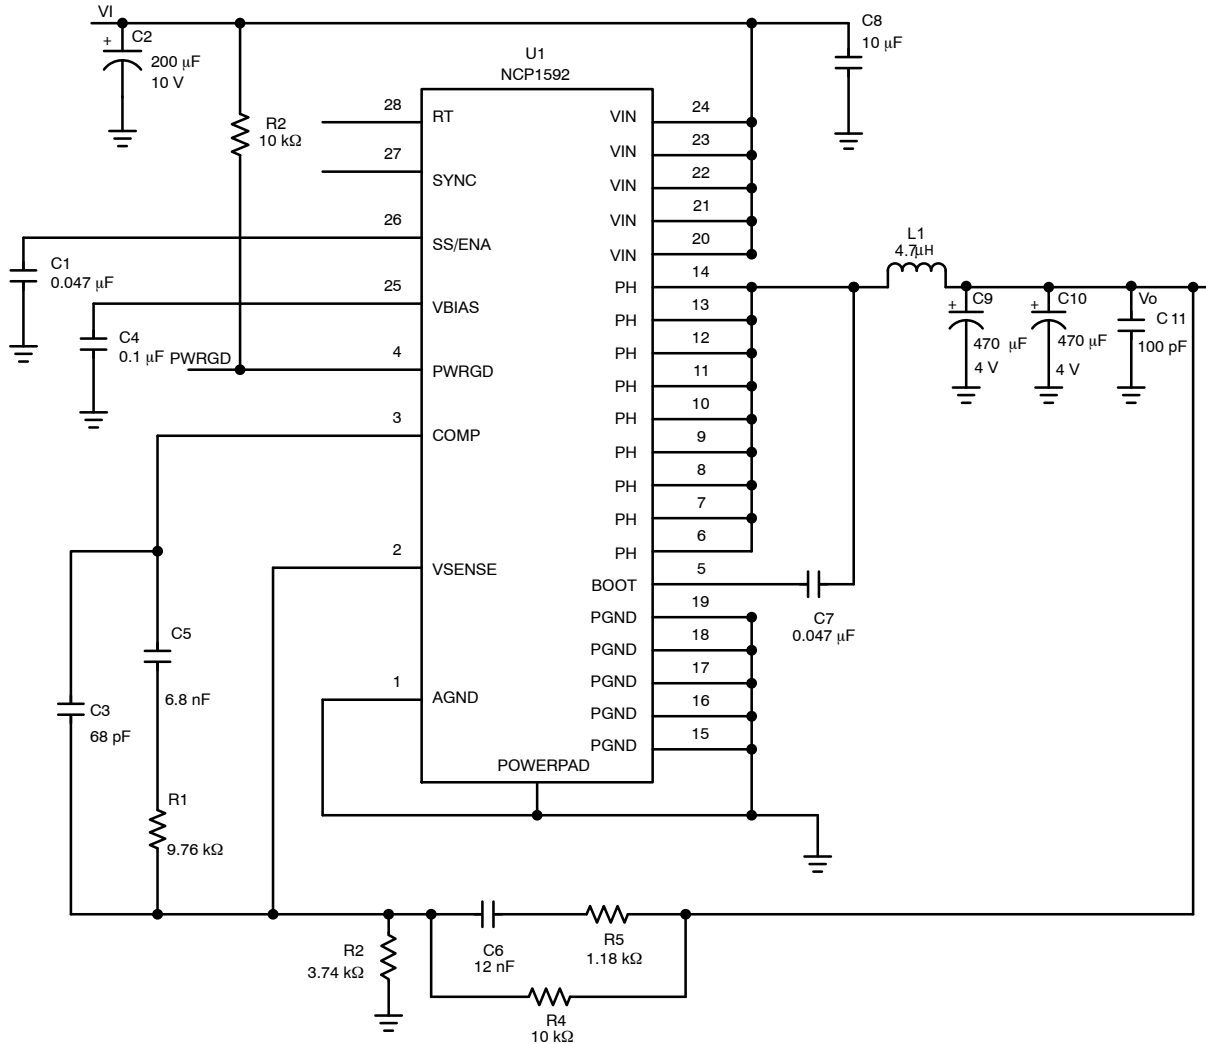 VI
+
C2
200 μF
10 V
R2
10 kΩ
U1
NCP1592
C8
10 μF
28
RT
27
SYNC
26
SS/ENA
25
VBIAS
4
PWRGD
3
COMP
2
VSENSE
1
AGND
POWERPAD
VIN
24
VIN
23
VIN
22
VIN
21
VIN
20
PH
14
PH
13
PH
12
PH
11
PH
10
PH
9
PH
8
PH
7
PH
6
BOOT
5
PGND
19
PGND
18
PGND
17
PGND
16
PGND
15
C1
0.047 μF
C4
0.1 μF
PWRGD
L1
4.7μH
+
C9
470 μF
4 V
+
C10
470 μF
4 V
Vo
C 11
100 pF
C7
0.047 μF
C5
6.8 nF
C3
68 pF
R1
9.76 kΩ
R2
3.74 kΩ
C6
12 nF
R5
1.18 kΩ
R4
10 kΩ